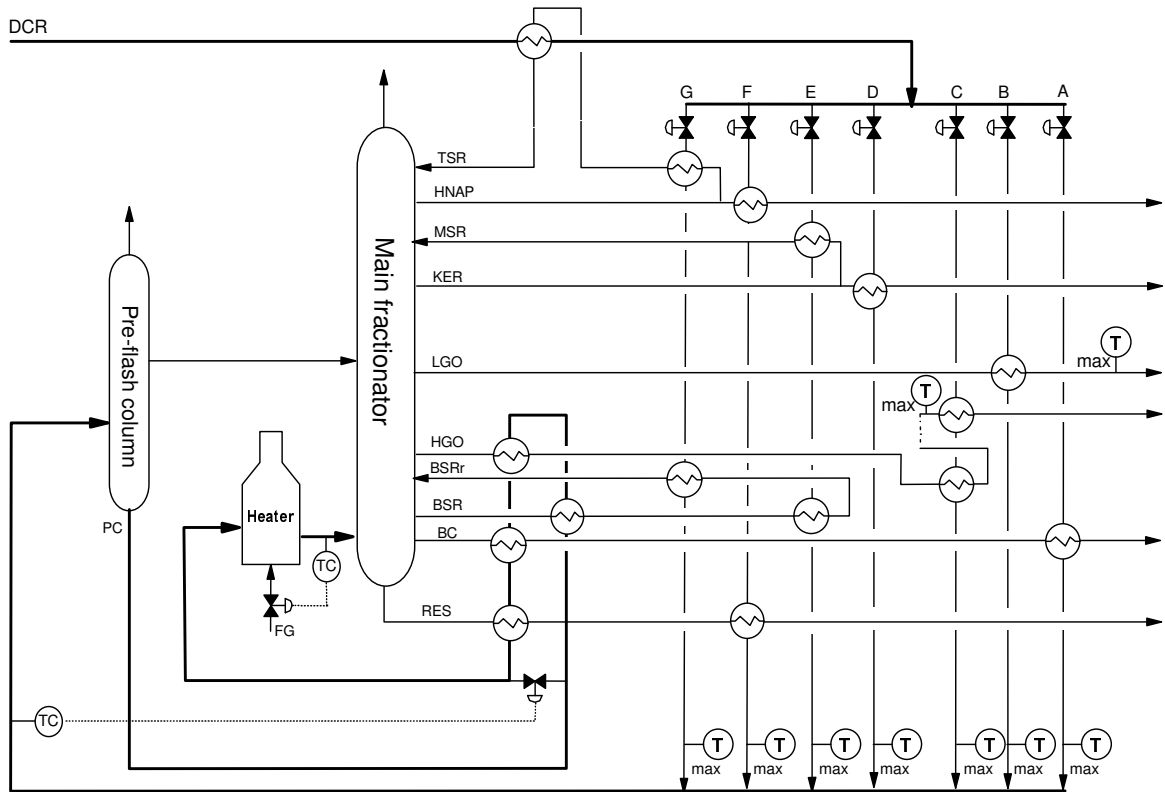 DCR
G F E D C B A
TSR
HNAP
MSR
KER
LGO
T
max
T
max
HGO
BSRr
BSR
BC
RES
Main fractionator
Pre-flash column
PC
Heater
TC
FG
TC
T T T T T T T
max max max max max max max